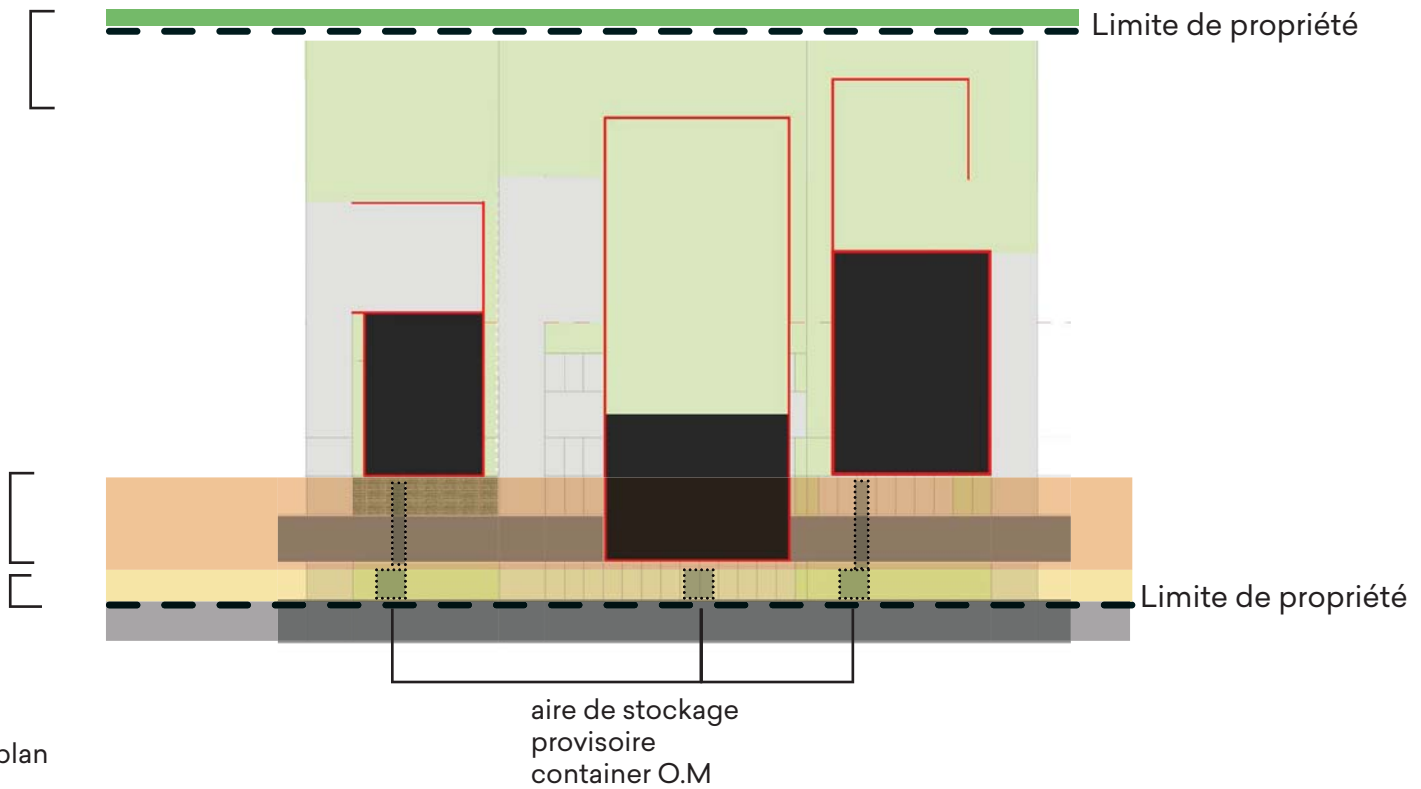 Limite de propriété
Limite de propriété
aire de stockage
provisoire
container O.M
plan